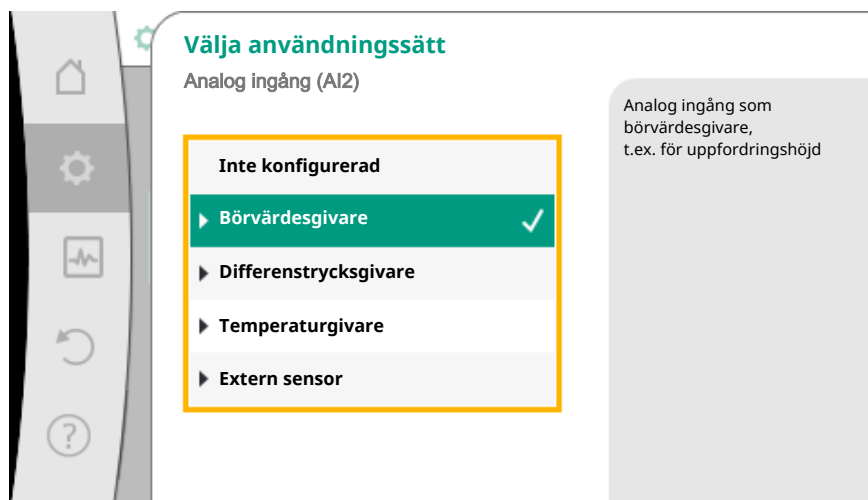 Välja användningssätt
Analog ingång (AI2)
Inte konfigurerad
Börvärdesgivare
Differenstrycksgivare
Temperaturgivare
Extern sensor
Analog ingång som
börvärdesgivare,
t.ex. för uppfordringshöjd
?